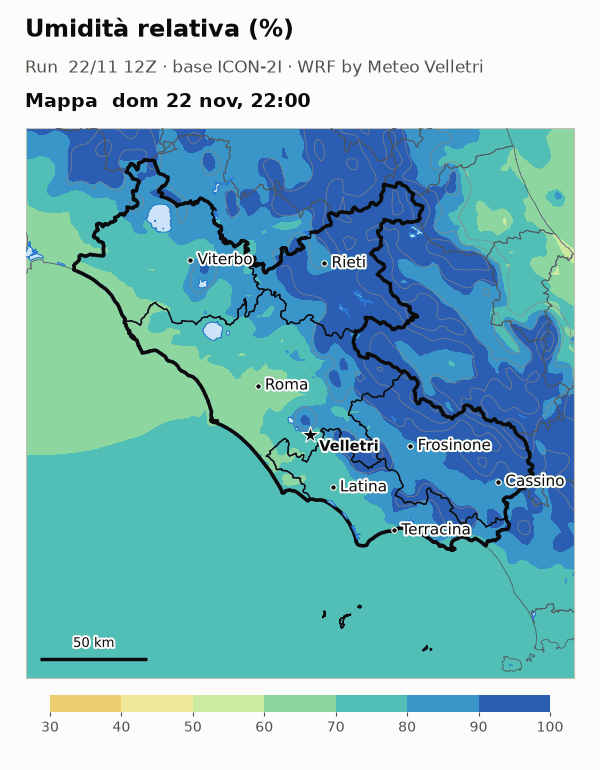 Umidità relativa (%)
Run 22/11 12Z · base ICON-2I · WRF by Meteo Velletri
Mappa dom 22 nov, 22:00
Viterbo
Rieti
Roma
Velletri
Frosinone
Cassino
Latina
Terracina
50 km
30 40 50 60 70 80 90 100